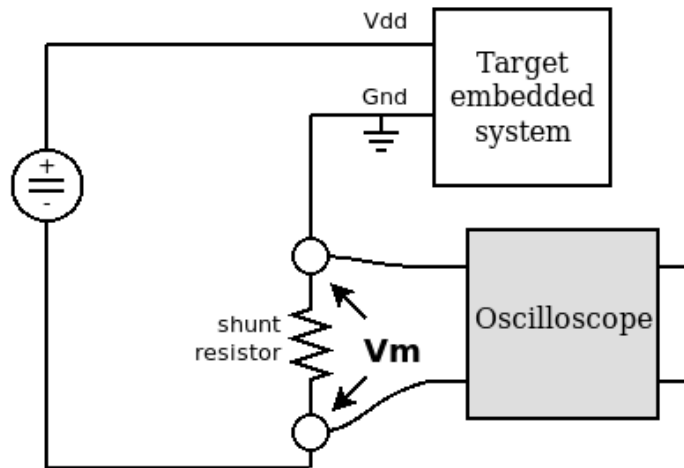 Vdd
Target
embedded
system
Gnd
+
-
Oscilloscope
shunt
resistor
Vm